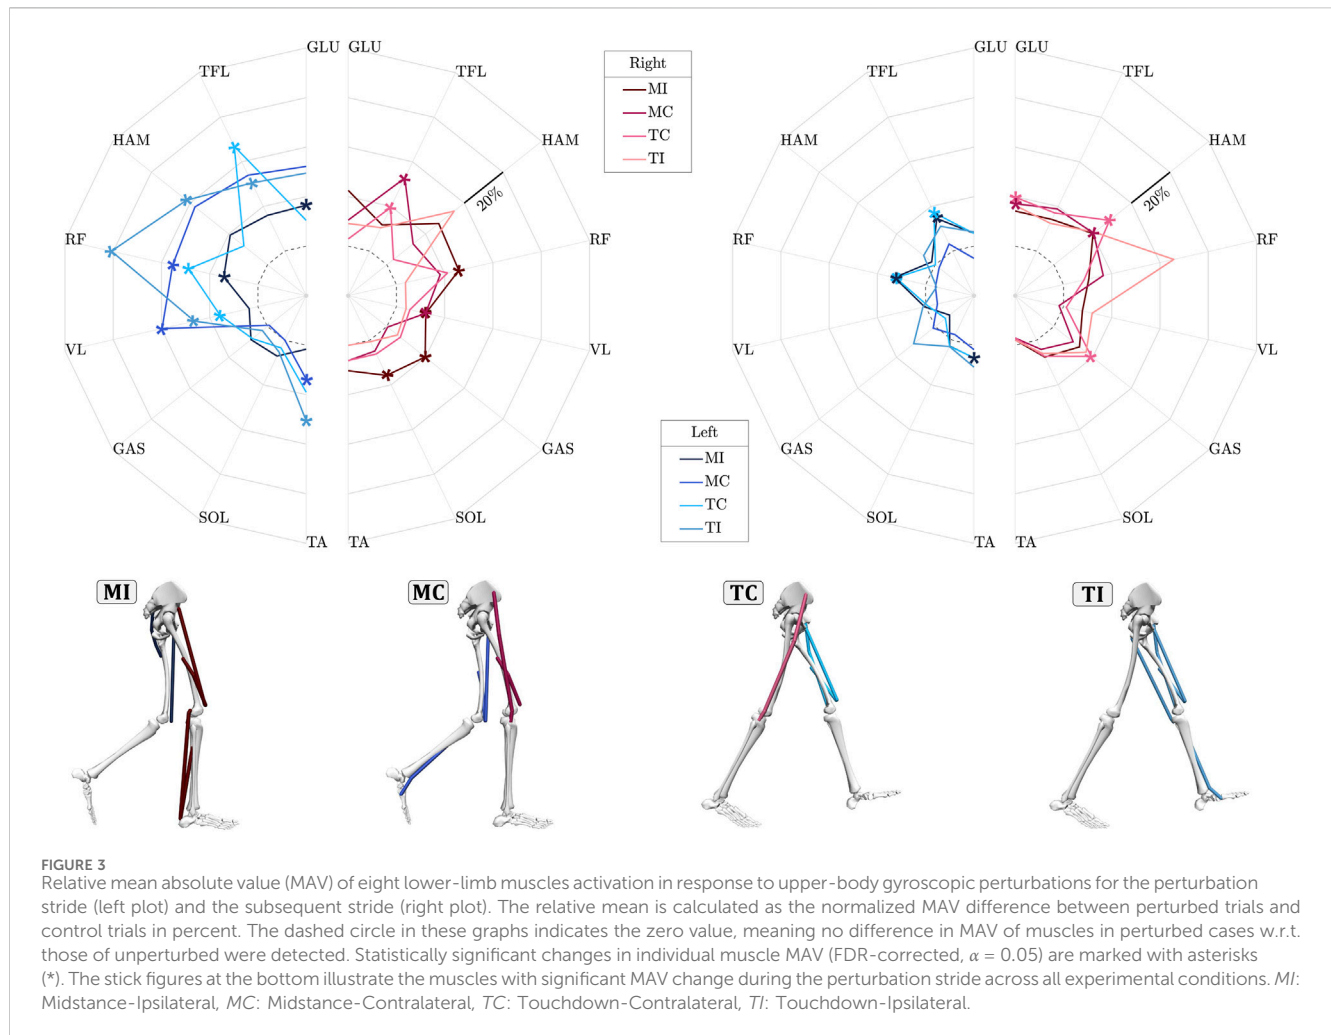 GLU GLU
TFL TFL
HAM HAM
RF RF
VL VL
GAS GAS
SOL SOL
TA TA
20%
Right
MI
MC
TC
TI
GLU GLU
TFL TFL
HAM HAM
RF RF
VL VL
GAS GAS
SOL SOL
TA TA
20%
Left
MI
MC
TC
TI
MI
MC
TC
TI
FIGURE 3
Relative mean absolute value (MAV) of eight lower-limb muscles activation in response to upper-body gyroscopic perturbations for the perturbation
stride (left plot) and the subsequent stride (right plot). The relative mean is calculated as the normalized MAV difference between perturbed trials and
control trials in percent. The dashed circle in these graphs indicates the zero value, meaning no difference in MAV of muscles in perturbed cases w.r.t.
those of unperturbed were detected. Statistically significant changes in individual muscle MAV (FDR-corrected, α = 0.05) are marked with asterisks
(*). The stick figures at the bottom illustrate the muscles with significant MAV change during the perturbation stride across all experimental conditions. MI:
Midstance-Ipsilateral, MC: Midstance-Contralateral, TC: Touchdown-Contralateral, TI: Touchdown-Ipsilateral.